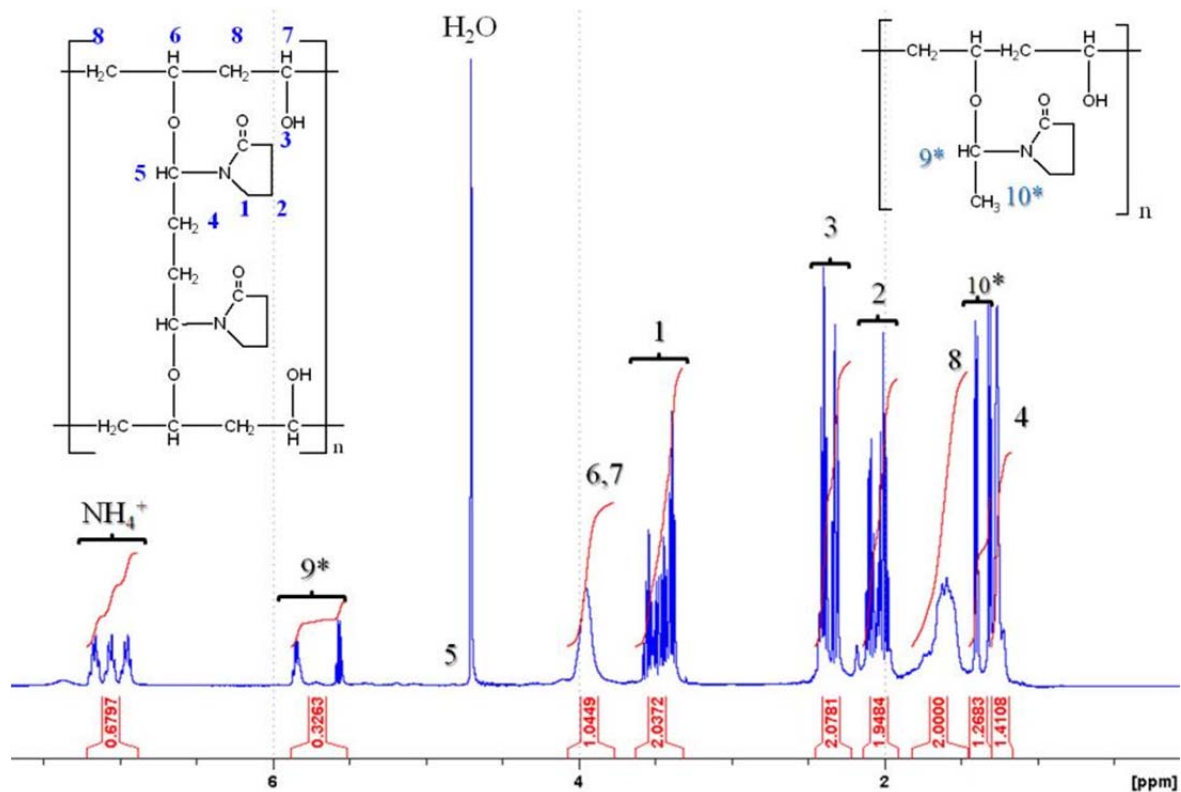 8 6 8 7
H H
H₂C C CH₂ C
O OH
O
3
5 HC N
1 2
CH₂ 4
CH₂
O
HC N
O OH
H₂C C CH₂ C
H H
n
H₂O
H H
CH₂ C H₂C C
O OH
O
9* HC N
CH₃ 10*
n
NH₄⁺
9*
5
6,7
1
3
2
8
10*
4
0.6797 0.3263 1.0449 2.0372 2.0781 1.9484 2.0000 1.2683 1.4108
6 4 2 [ppm]